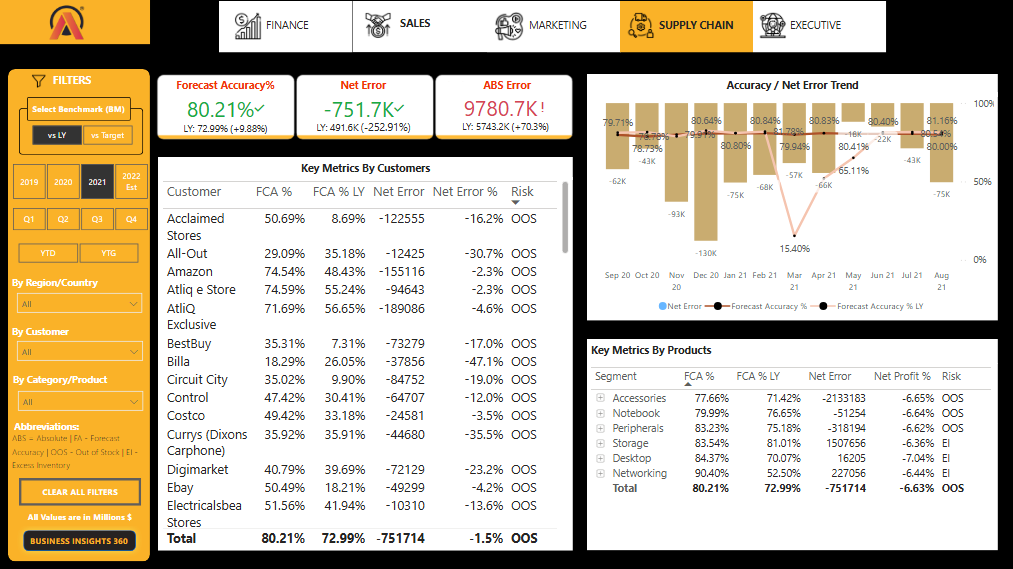 FINANCE
SALES
MARKETING
SUPPLY CHAIN
EXECUTIVE
FILTERS
Select Benchmark (BM)
vs LY vs Target
2019 2020 2021 2022 Est
Q1 Q2 Q3 Q4
YTD YTG
By Region/Country
All
By Customer
All
By Category/Product
All
Abbreviations:
ABS = Absolute | FA - Forecast
Accuracy | OOS - Out of Stock | EI -
Excess Inventory
CLEAR ALL FILTERS
All Values are in Millions $
BUSINESS INSIGHTS 360
Forecast Accuracy%
80.21%
LY: 72.99% (+9.88%)
Net Error
-751.7K
LY: 491.6K (-252.91%)
ABS Error
9780.7K!
LY: 5743.2K (+70.3%)
Key Metrics By Customers
Customer FCA % FCA % LY Net Error Net Error % Risk
Acclaimed Stores 50.69% 8.69% -122555 -16.2% OOS
All-Out 29.09% 35.18% -12425 -30.7% OOS
Amazon 74.54% 48.43% -155116 -2.3% OOS
Atliq e Store 74.59% 55.24% -94643 -2.3% OOS
AtliQ Exclusive 71.69% 56.65% -189086 -4.6% OOS
BestBuy 35.31% 7.31% -73279 -17.0% OOS
Billa 18.29% 26.05% -37856 -47.1% OOS
Circuit City 35.02% 9.90% -84752 -19.0% OOS
Control 47.42% 30.41% -64707 -12.0% OOS
Costco 49.42% 33.18% -24581 -3.5% OOS
Currys (Dixons Carphone) 35.92% 35.91% -44680 -35.5% OOS
Digimarket 40.79% 39.69% -72129 -23.2% OOS
Ebay 50.49% 18.21% -49299 -4.2% OOS
Electricalsbea Stores 51.56% 41.94% -10310 -13.6% OOS
Total 80.21% 72.99% -751714 -1.5% OOS
Accuracy / Net Error Trend
100%
79.71% 80.64% 80.84% 80.83% 80.40% 81.16%
78.73% 80.80% 79.94% 80.41% 80.00%
-18K -22K
-43K -57K -43K
65.11%
-62K -93K -130K -75K -68K -66K -75K
50%
15.40%
0%
Sep 20 Oct 20 Nov 20 Dec 20 Jan 21 Feb 21 Mar 21 Apr 21 May 21 Jun 21 Jul 21 Aug 21
Net Error Forecast Accuracy % Forecast Accuracy % LY
Key Metrics By Products
Segment FCA % FCA % LY Net Error Net Profit % Risk
Accessories 77.66% 71.42% -2133183 -6.65% OOS
Notebook 79.99% 76.65% -51254 -6.64% OOS
Peripherals 83.23% 75.18% -318194 -6.62% OOS
Storage 83.54% 81.01% 1507656 -6.36% EI
Desktop 84.37% 70.07% 16205 -7.04% EI
Networking 90.40% 52.50% 227056 -6.44% EI
Total 80.21% 72.99% -751714 -6.63% OOS